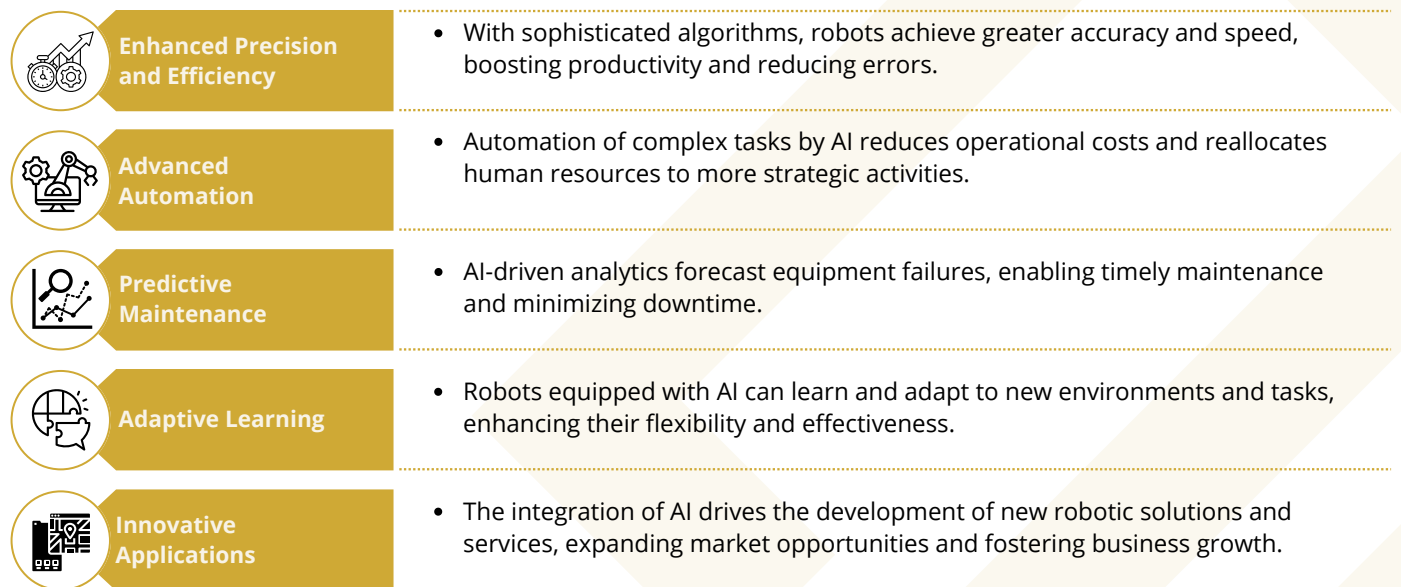 Enhanced Precision
and Efficiency
• With sophisticated algorithms, robots achieve greater accuracy and speed,
boosting productivity and reducing errors.
Advanced
Automation
• Automation of complex tasks by AI reduces operational costs and reallocates
human resources to more strategic activities.
Predictive
Maintenance
• AI-driven analytics forecast equipment failures, enabling timely maintenance
and minimizing downtime.
Adaptive Learning
• Robots equipped with AI can learn and adapt to new environments and tasks,
enhancing their flexibility and effectiveness.
Innovative
Applications
• The integration of AI drives the development of new robotic solutions and
services, expanding market opportunities and fostering business growth.